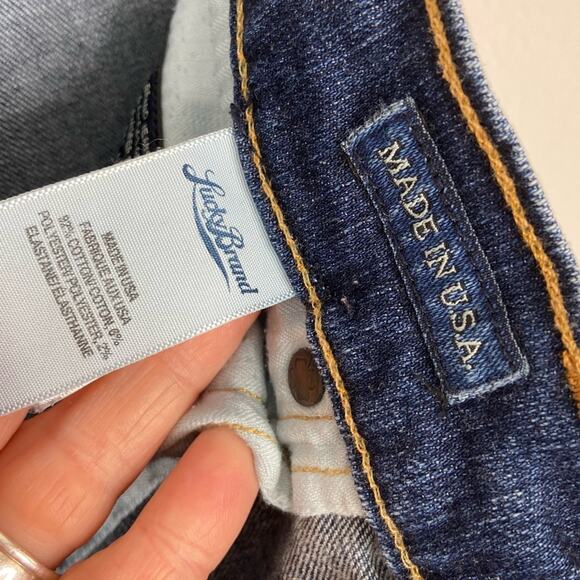 Lucky Brand
MADE IN USA
FABRIQUE AUX USA
92% COTTON COTON, 6%
POLYESTER POLYESTER, 2%
ELASTANE/ÉLASTHANNE
MADE IN U.S.A.